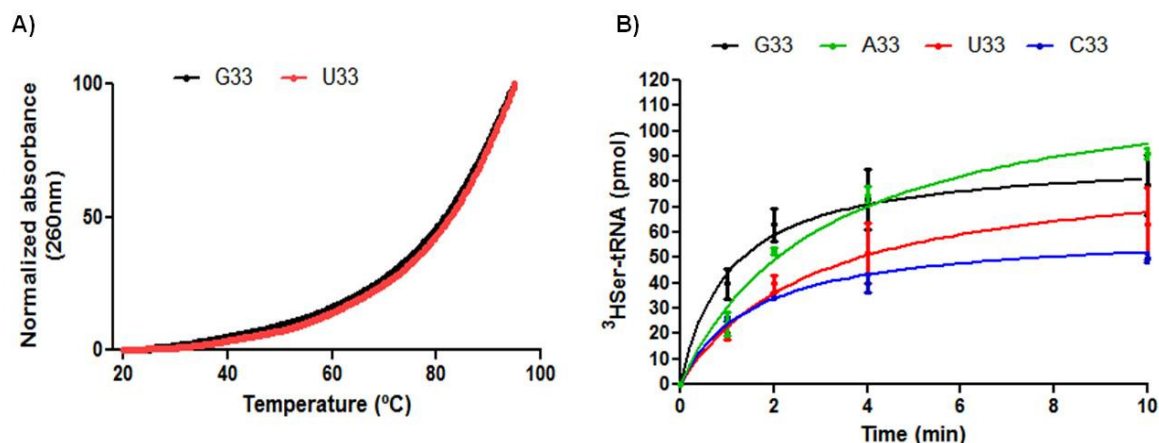 A)
G33 U33
Normalized absorbance
(260nm)
100
50
0
20 40 60 80 100
Temperature (ºC)
B)
G33 A33 U33 C33
³HSer-tRNA (pmol)
120
110
100
90
80
70
60
50
40
30
20
10
0
0 2 4 6 8 10
Time (min)